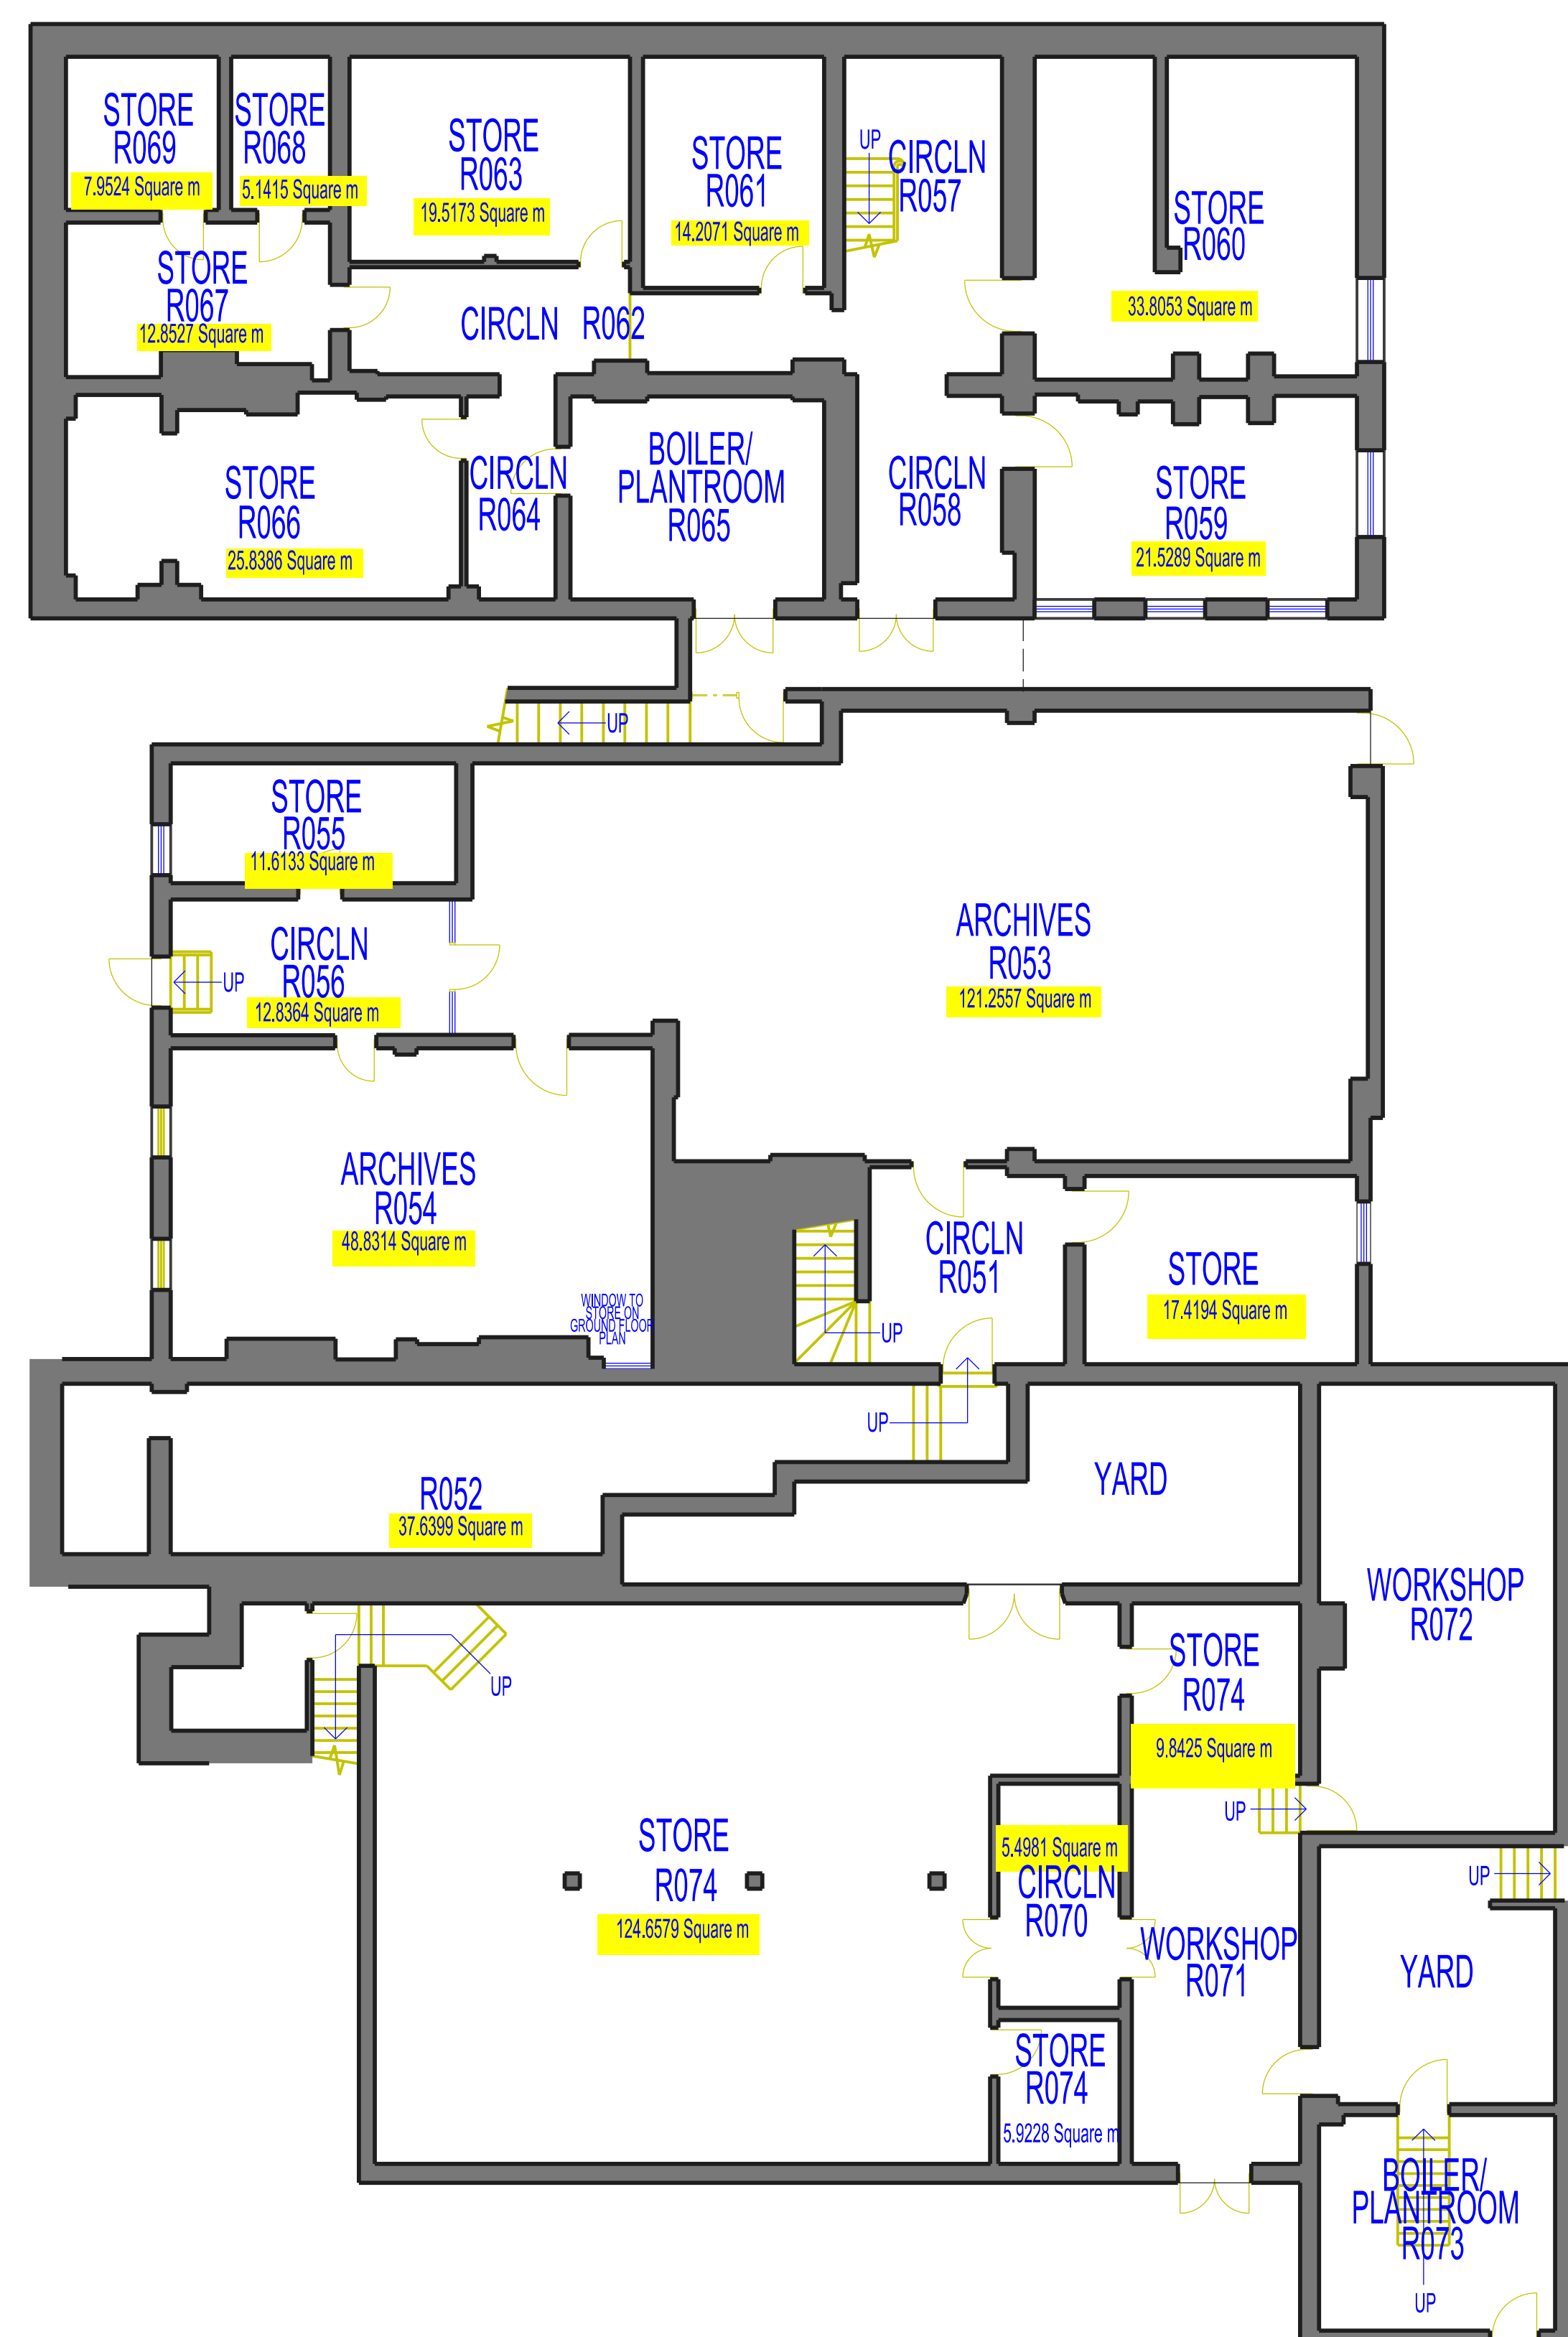 STORE
R069
7.9524 Square m
STORE
R068
5.1415 Square m
STORE
R063
19.5173 Square m
STORE
R061
14.2071 Square m
UP
CIRCLN
R057
STORE
R060
33.8053 Square m
STORE
R067
12.8527 Square m
CIRCLN R062
STORE
R066
25.8386 Square m
CIRCLN
R064
BOILER/
PLANTROOM
R065
CIRCLN
R058
STORE
R059
21.5289 Square m
UP
STORE
R055
11.6133 Square m
CIRCLN
R056
12.8364 Square m
UP
ARCHIVES
R053
121.2557 Square m
ARCHIVES
R054
48.8314 Square m
WINDOW TO
STORE ON
GROUND FLOOR
PLAN
CIRCLN
R051
UP
STORE
17.4194 Square m
UP
R052
37.6399 Square m
YARD
WORKSHOP
R072
UP
STORE
R074
9.8425 Square m
UP
STORE
R074
124.6579 Square m
5.4981 Square m
CIRCLN
R070
WORKSHOP
R071
UP
YARD
STORE
R074
5.9228 Square m
BOILER/
PLANTROOM
R073
UP